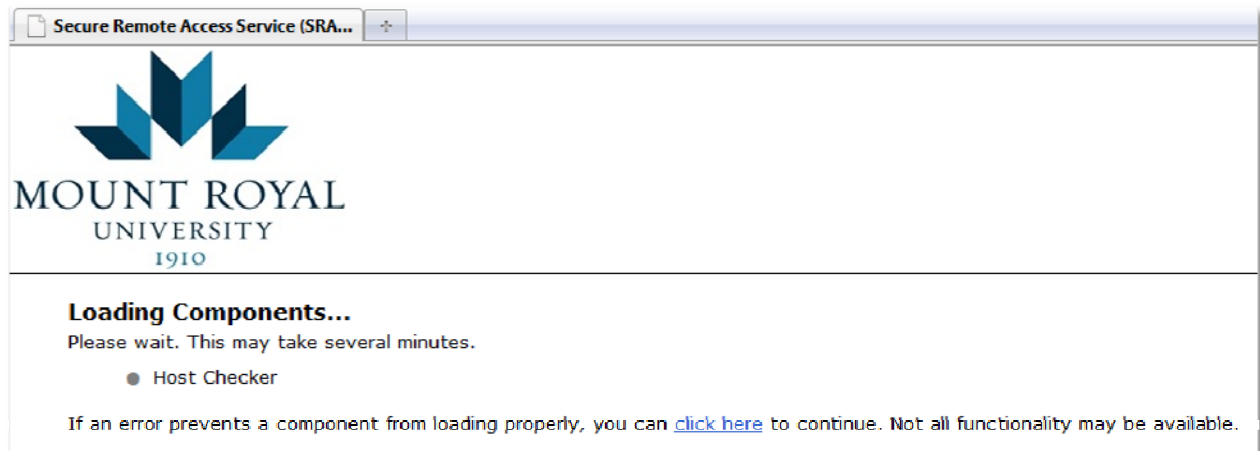 Secure Remote Access Service (SRA...
MOUNT ROYAL
UNIVERSITY
1910
Loading Components...
Please wait. This may take several minutes.
Host Checker
If an error prevents a component from loading properly, you can click here to continue. Not all functionality may be available.